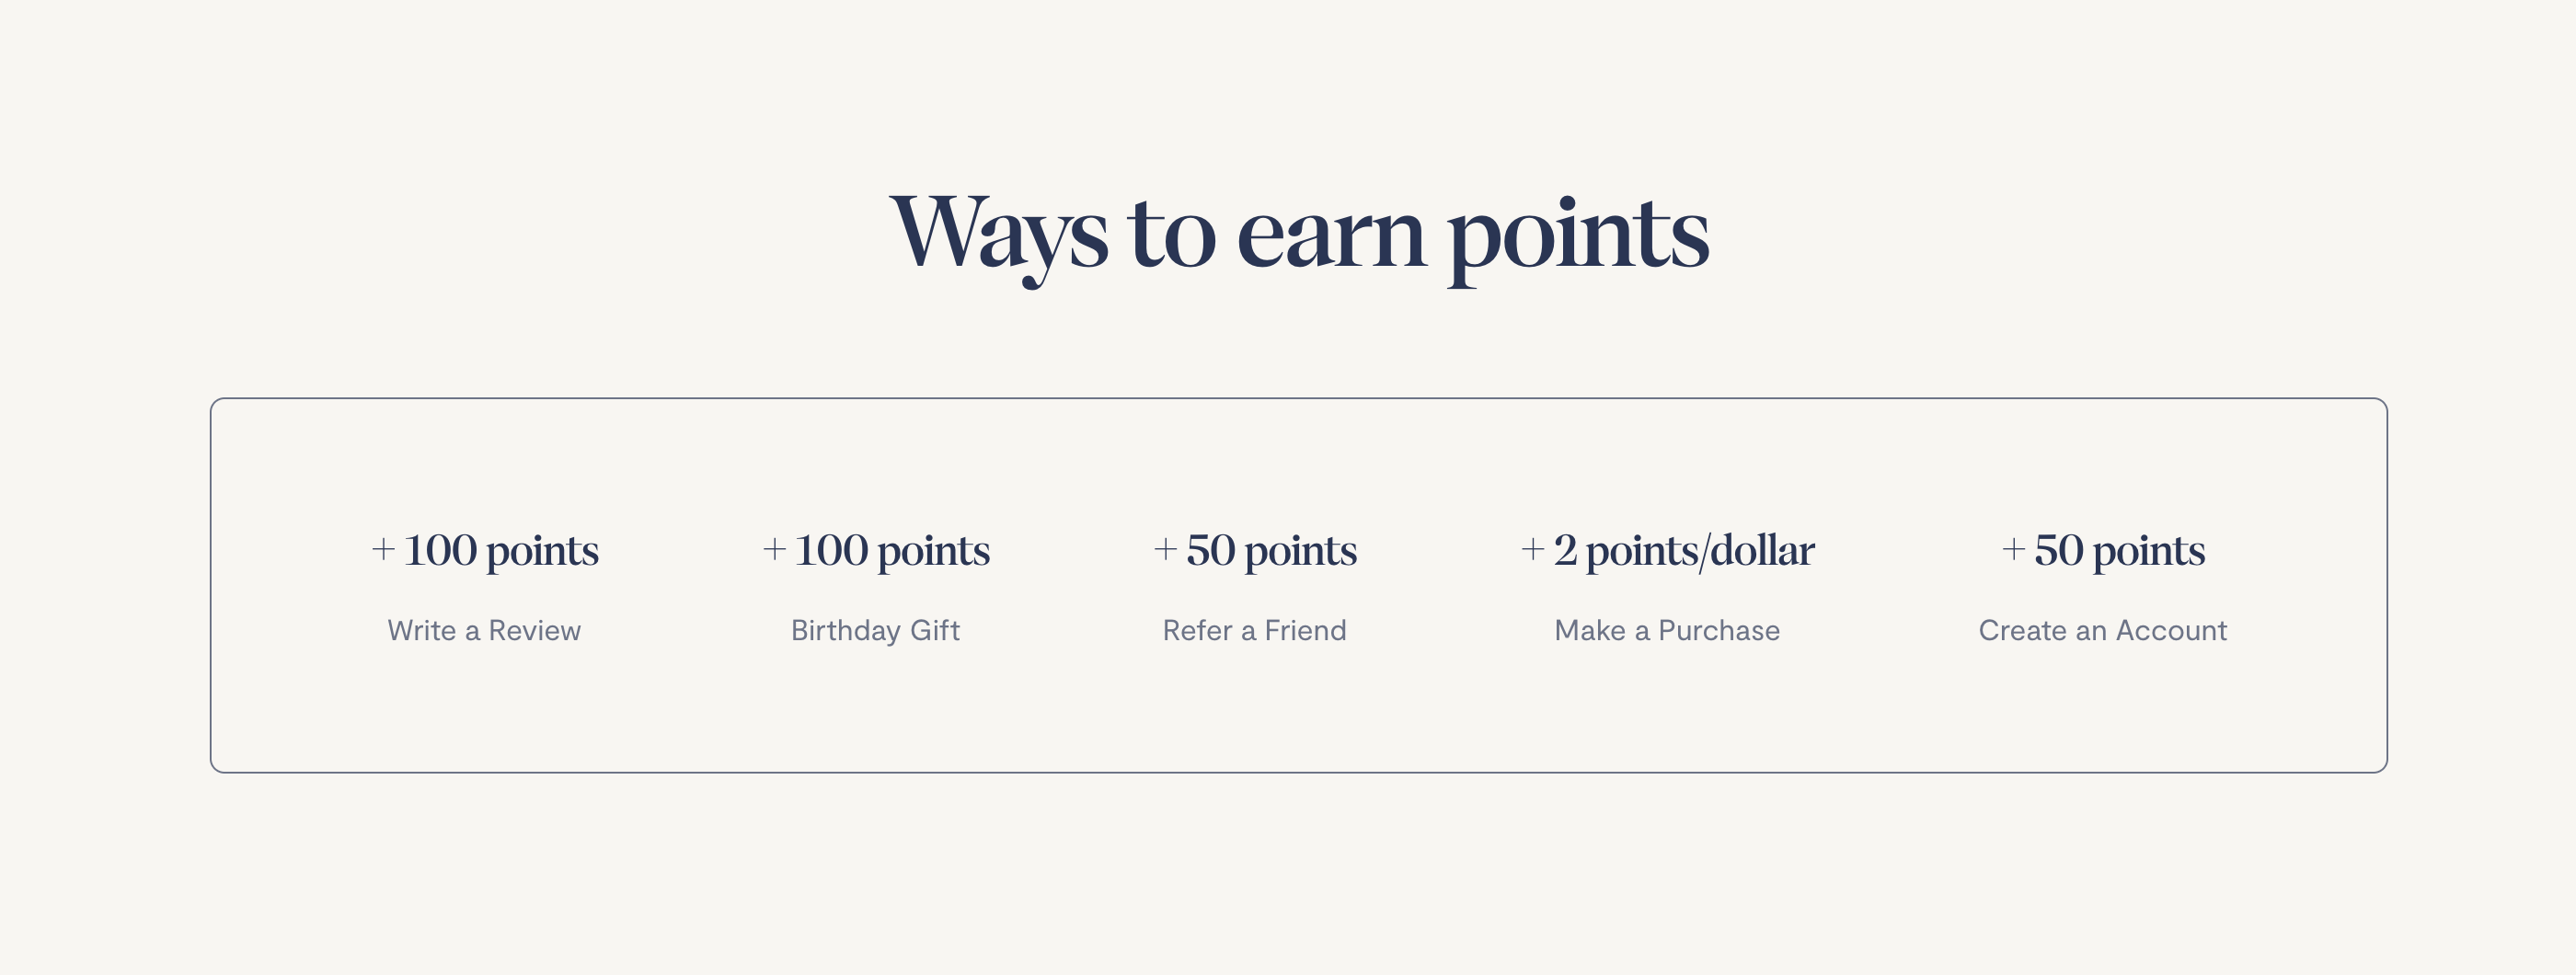 Ways to earn points
+ 100 points
Write a Review
+ 100 points
Birthday Gift
+ 50 points
Refer a Friend
+ 2 points/dollar
Make a Purchase
+ 50 points
Create an Account